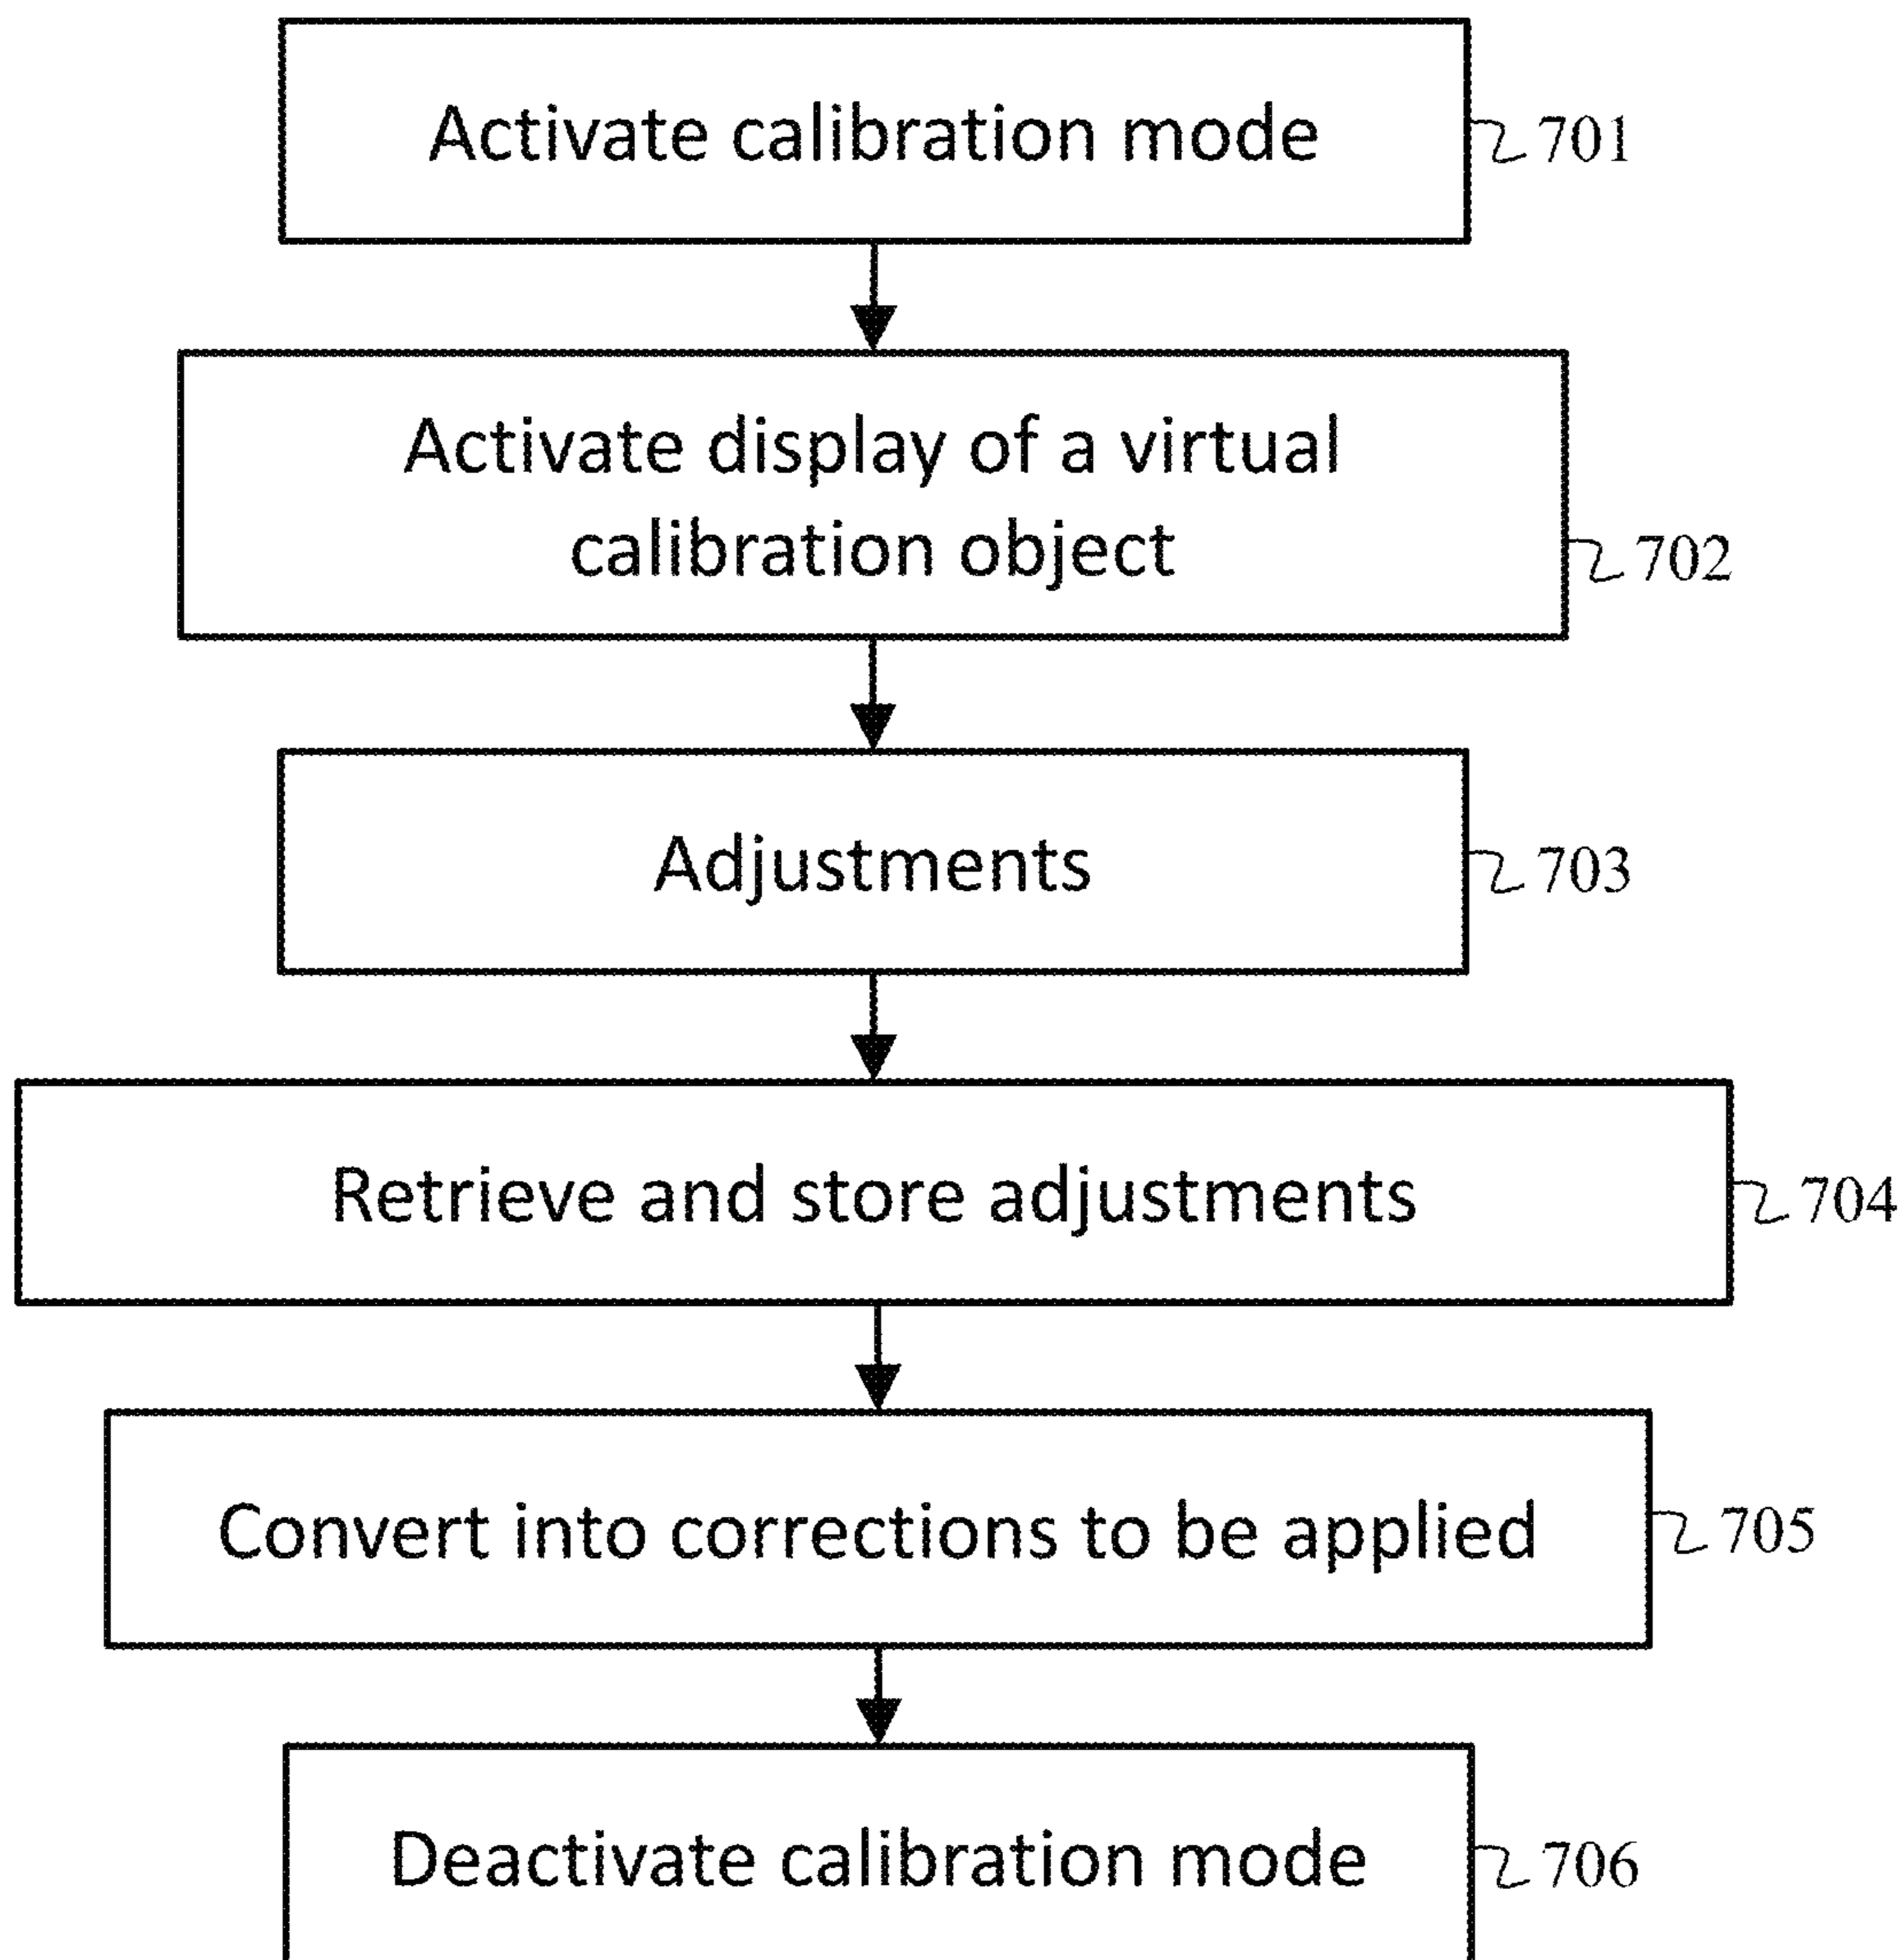 Activate calibration mode
701
Activate display of a virtual
calibration object
702
Adjustments
703
Retrieve and store adjustments
704
Convert into corrections to be applied
705
Deactivate calibration mode
706